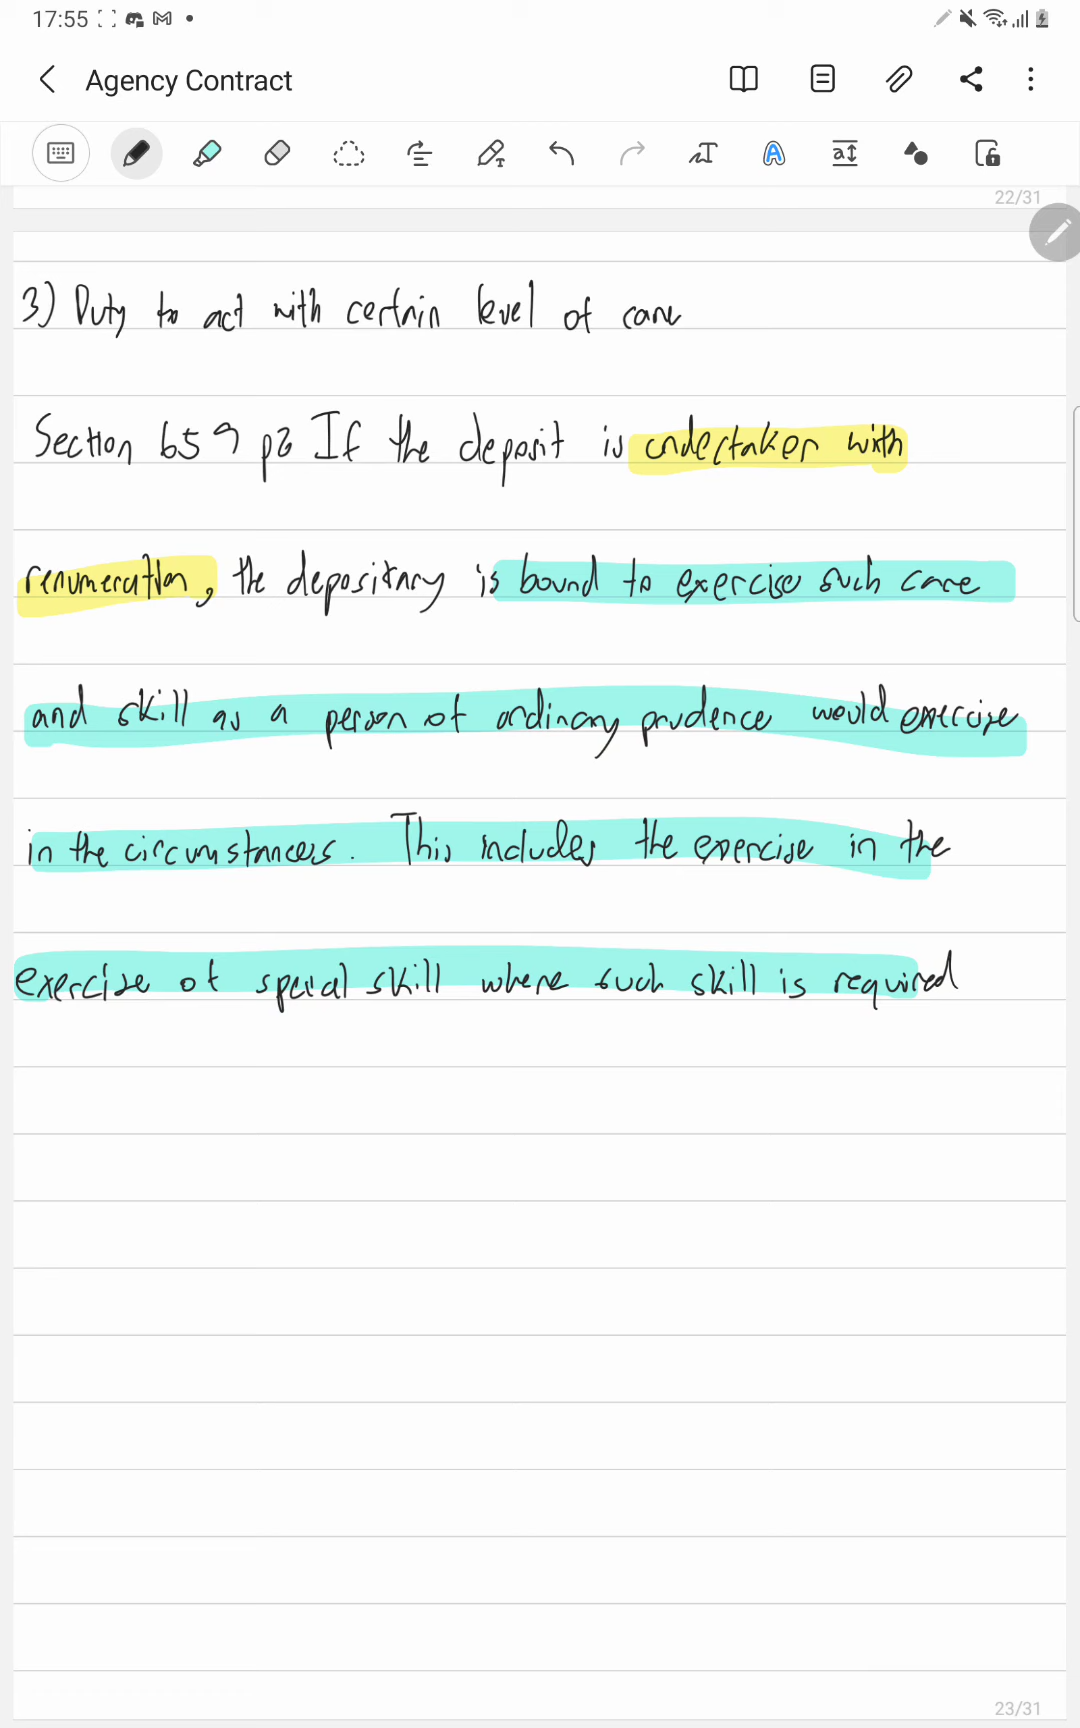 17:55
Agency Contract
22/31
3) Duty to act with certain level of care
Section 659 p2 If the deposit is undertaken with
renumeration, the depositary is bound to exercise such care
and skill as a person of ordinary prudence would exercise
in the circumstances. This includes the exercise in the
exercise of special skill where such skill is required
23/31